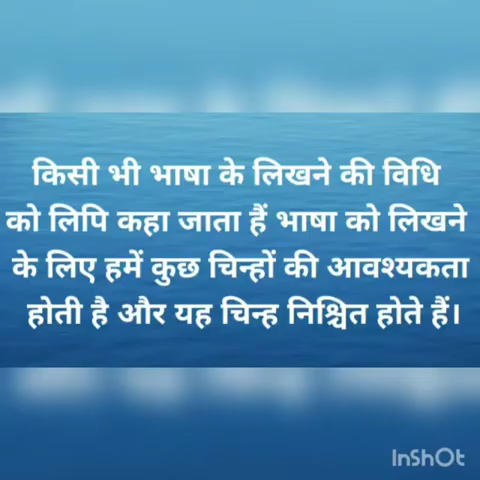 किसी भी भाषा के लिखने की विधि
को लिपि कहा जाता हैं भाषा को लिखने
के लिए हमें कुछ चिन्हों की आवश्यकता
होती है और यह चिन्ह निश्चित होते हैं।
InShOt